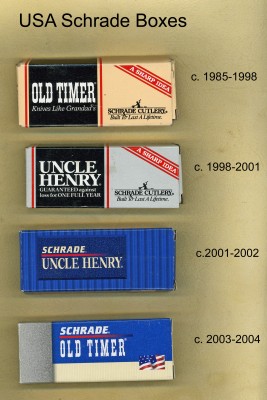 USA Schrade Boxes
OLD TIMER®
Knives Like Grandad's
A SHARP IDEA
SCHRADE CUTLERY®
Built To Last A Lifetime.
c. 1985-1998
UNCLE
HENRY®
GUARANTEED against
loss for ONE FULL YEAR
A SHARP IDEA
SCHRADE CUTLERY®
Built To Last A Lifetime.
c. 1998-2001
SCHRADE
UNCLE HENRY
c.2001-2002
SCHRADE
OLD TIMER
c. 2003-2004